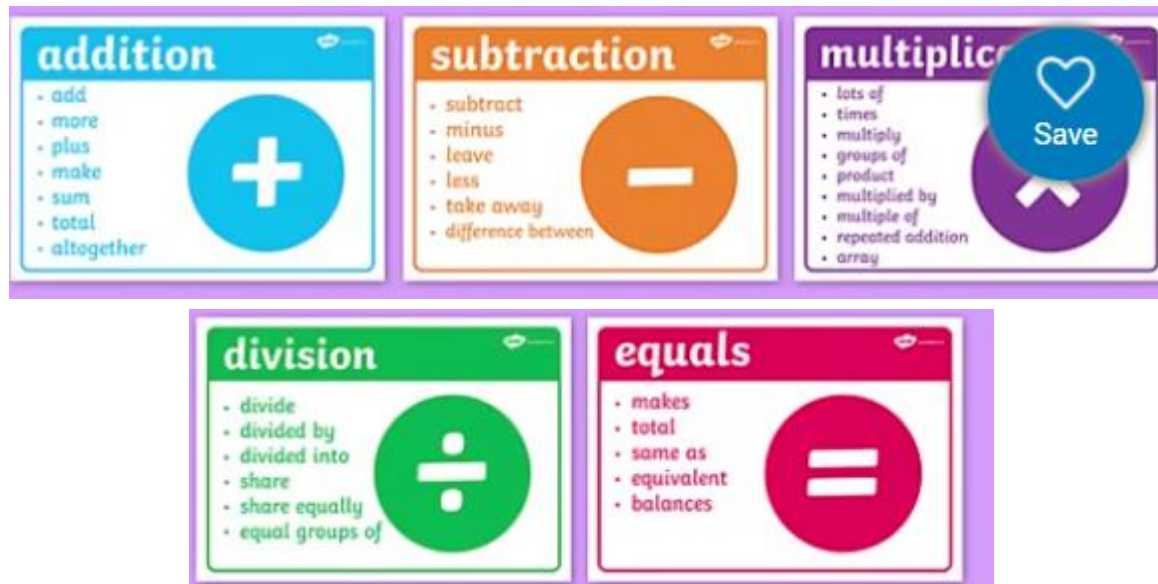 addition
• add
• more
• plus
• make
• sum
• total
• altogether
subtraction
• subtract
• minus
• leave
• less
• take away
• difference between
multiplic
• lots of
• times
• multiply
• groups of
• product
• multiplied by
• multiple of
• repeated addition
• array
Save
division
• divide
• divided by
• divided into
• share
• share equally
• equal groups of
equals
• makes
• total
• same as
• equivalent
• balances